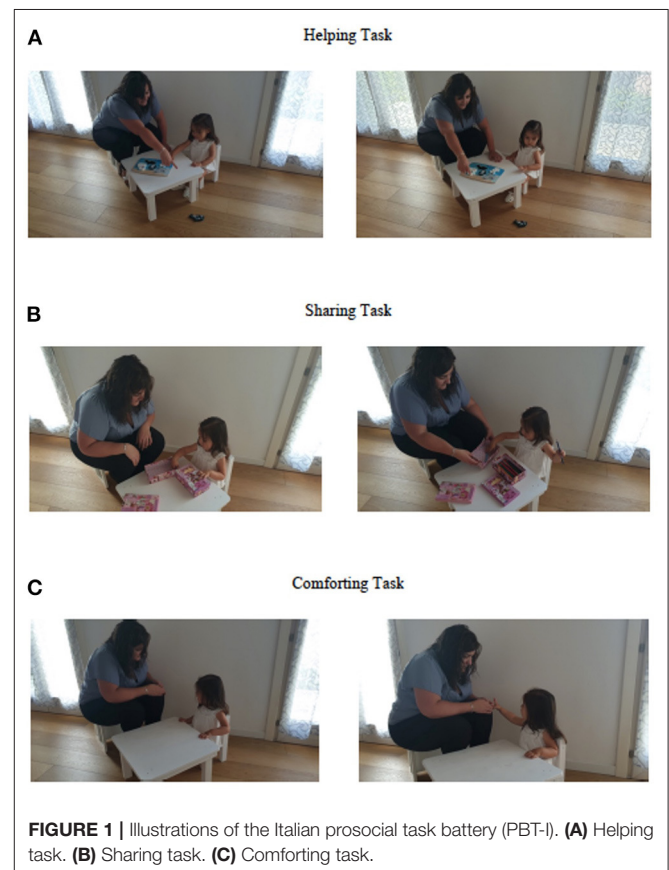 A
Helping Task
B
Sharing Task
C
Comforting Task
FIGURE 1 | Illustrations of the Italian prosocial task battery (PBT-I). (A) Helping
task. (B) Sharing task. (C) Comforting task.